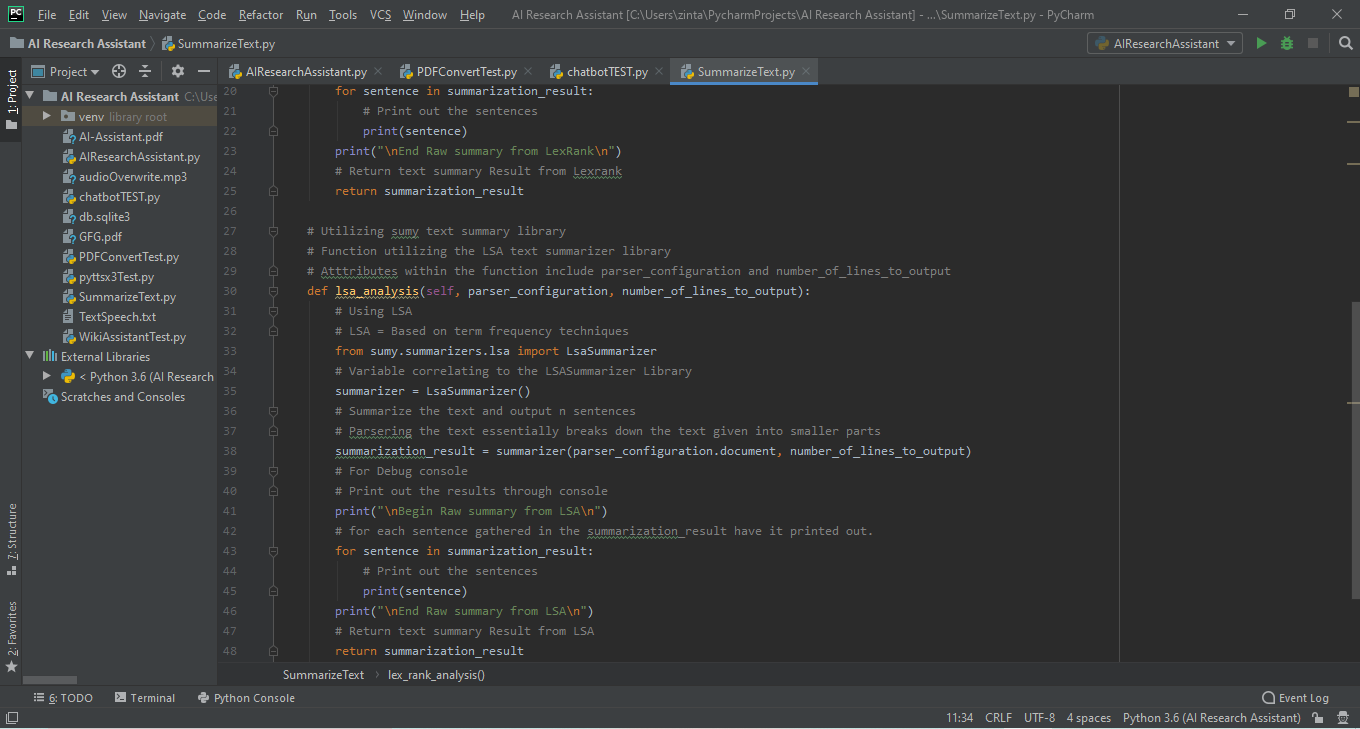 PC File Edit View Navigate Code Refactor Run Tools VCS Window Help AI Research Assistant [C:\Users\zinta\PycharmProjects\AI Research Assistant] - ...\SummarizeText.py - PyCharm
AI Research Assistant SummarizeText.py AIResearchAssistant
1: Project
Project
AIResearchAssistant.py PDFConvertTest.py chatbotTEST.py SummarizeText.py
AI Research Assistant C:\Use
venv library root
AI-Assistant.pdf
AIResearchAssistant.py
audioOverwrite.mp3
chatbotTEST.py
db.sqlite3
GFG.pdf
PDFConvertTest.py
pyttsx3Test.py
SummarizeText.py
TextSpeech.txt
WikiAssistantTest.py
External Libraries
< Python 3.6 (AI Research
Scratches and Consoles
20 for sentence in summarization_result:
21 # Print out the sentences
22 print(sentence)
23 print("\nEnd Raw summary from LexRank\n")
24 # Return text summary Result from Lexrank
25 return summarization_result
26
27 # Utilizing sumy text summary library
28 # Function utilizing the LSA text summarizer library
29 # Atttributes within the function include parser_configuration and number_of_lines_to_output
30 def lsa_analysis(self, parser_configuration, number_of_lines_to_output):
31 # Using LSA
32 # LSA = Based on term frequency techniques
33 from sumy.summarizers.lsa import LsaSummarizer
34 # Variable correlating to the LSASummarizer Library
35 summarizer = LsaSummarizer()
36 # Summarize the text and output n sentences
37 # Parsering the text essentially breaks down the text given into smaller parts
38 summarization_result = summarizer(parser_configuration.document, number_of_lines_to_output)
39 # For Debug console
40 # Print out the results through console
41 print("\nBegin Raw summary from LSA\n")
42 # for each sentence gathered in the summarization_result have it printed out.
43 for sentence in summarization_result:
44 # Print out the sentences
45 print(sentence)
46 print("\nEnd Raw summary from LSA\n")
47 # Return text summary Result from LSA
48 return summarization_result
7: Structure
2: Favorites
SummarizeText lex_rank_analysis()
6: TODO Terminal Python Console Event Log
11:34 CRLF UTF-8 4 spaces Python 3.6 (AI Research Assistant)